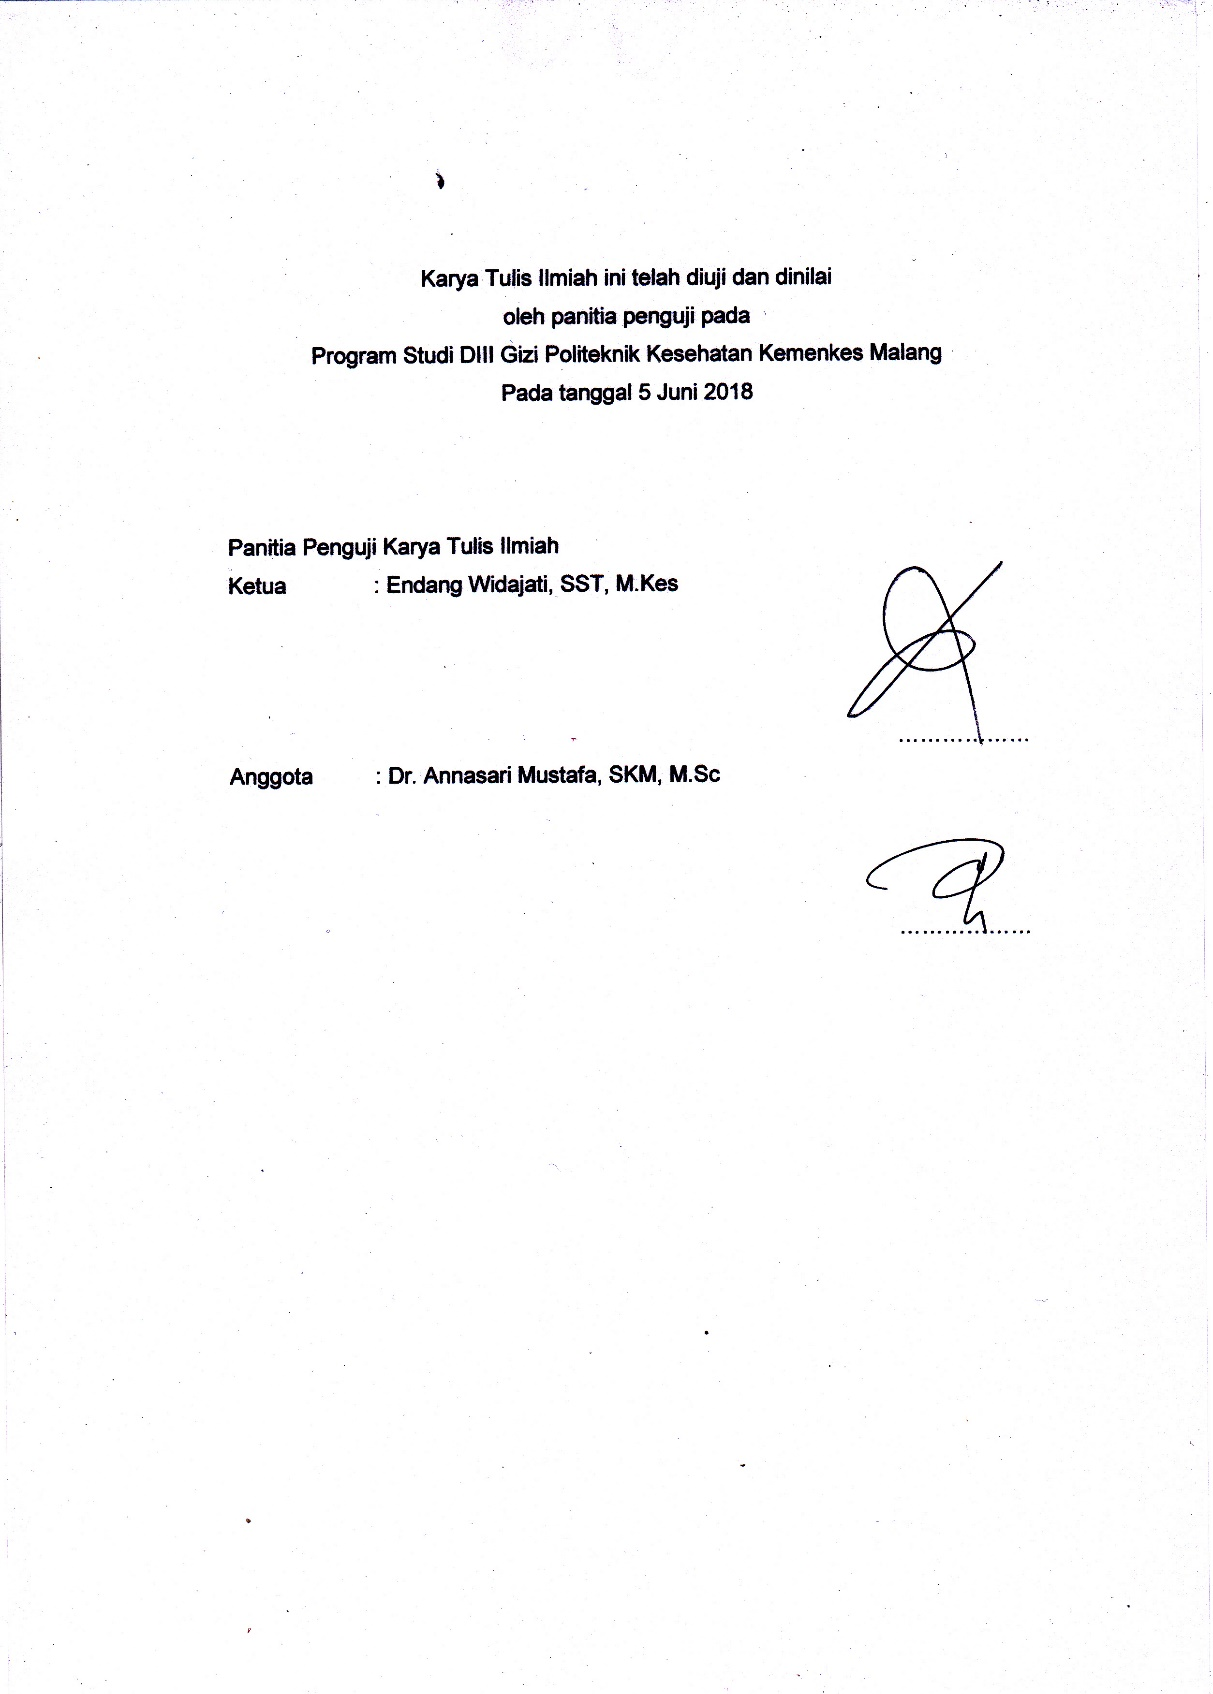 Karya Tulis Ilmiah ini telah diuji dan dinilai
oleh panitia penguji pada
Program Studi DIII Gizi Politeknik Kesehatan Kemenkes Malang
Pada tanggal 5 Juni 2018
Panitia Penguji Karya Tulis Ilmiah
Ketua : Endang Widajati, SST, M.Kes
..................
Anggota : Dr. Annasari Mustafa, SKM, M.Sc
..................